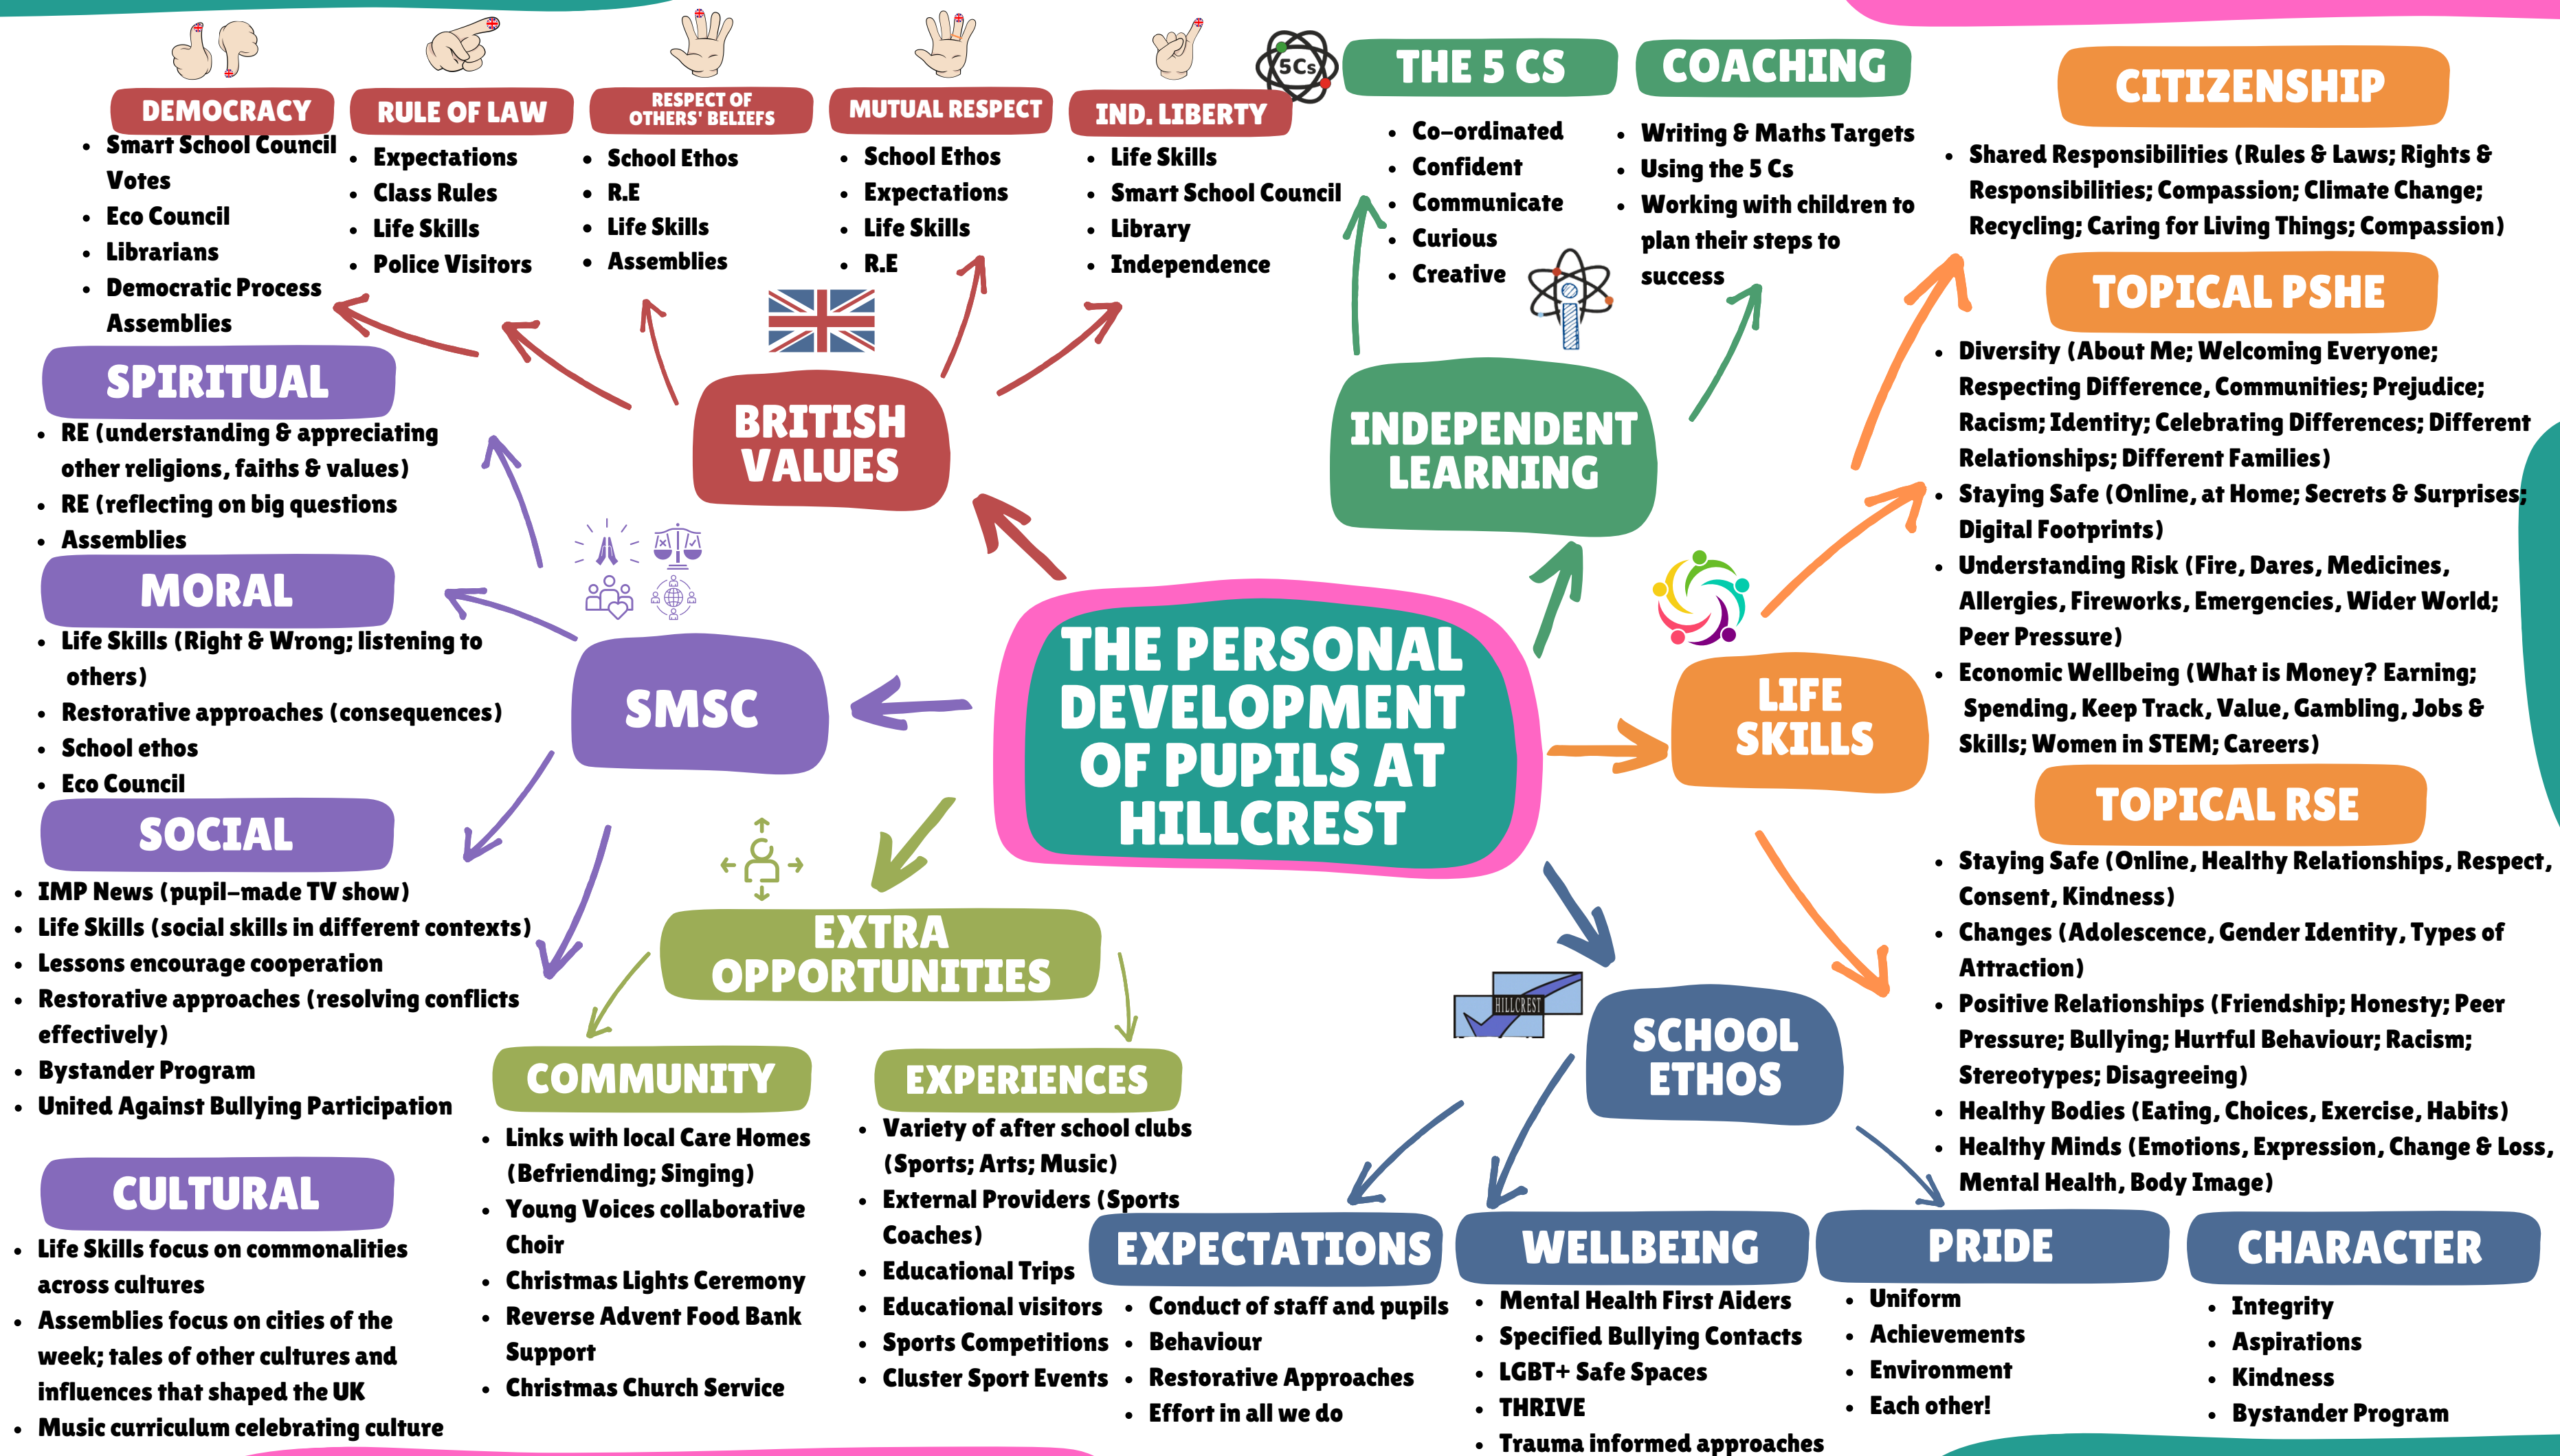 DEMOCRACY
Smart School Council
Votes
Eco Council
Librarians
Democratic Process
Assemblies
RULE OF LAW
Expectations
Class Rules
Life Skills
Police Visitors
RESPECT OF
OTHERS' BELIEFS
School Ethos
R.E
Life Skills
Assemblies
MUTUAL RESPECT
School Ethos
Expectations
Life Skills
R.E
IND. LIBERTY
Life Skills
Smart School Council
Library
Independence
5Cs
THE 5 CS
Co-ordinated
Confident
Communicate
Curious
Creative
COACHING
Writing & Maths Targets
Using the 5 Cs
Working with children to
plan their steps to
success
i
CITIZENSHIP
Shared Responsibilities (Rules & Laws; Rights &
Responsibilities; Compassion; Climate Change;
Recycling; Caring for Living Things; Compassion)
TOPICAL PSHE
Diversity (About Me; Welcoming Everyone;
Respecting Difference, Communities; Prejudice;
Racism; Identity; Celebrating Differences; Different
Relationships; Different Families)
Staying Safe (Online, at Home; Secrets & Surprises;
Digital Footprints)
Understanding Risk (Fire, Dares, Medicines,
Allergies, Fireworks, Emergencies, Wider World;
Peer Pressure)
Economic Wellbeing (What is Money? Earning;
Spending, Keep Track, Value, Gambling, Jobs &
Skills; Women in STEM; Careers)
TOPICAL RSE
Staying Safe (Online, Healthy Relationships, Respect,
Consent, Kindness)
Changes (Adolescence, Gender Identity, Types of
Attraction)
Positive Relationships (Friendship; Honesty; Peer
Pressure; Bullying; Hurtful Behaviour; Racism;
Stereotypes; Disagreeing)
Healthy Bodies (Eating, Choices, Exercise, Habits)
Healthy Minds (Emotions, Expression, Change & Loss,
Mental Health, Body Image)
BRITISH
VALUES
INDEPENDENT
LEARNING
SPIRITUAL
RE (understanding & appreciating
other religions, faiths & values)
RE (reflecting on big questions
Assemblies
MORAL
Life Skills (Right & Wrong; listening to
others)
Restorative approaches (consequences)
School ethos
Eco Council
SOCIAL
IMP News (pupil-made TV show)
Life Skills (social skills in different contexts)
Lessons encourage cooperation
Restorative approaches (resolving conflicts
effectively)
Bystander Program
United Against Bullying Participation
CULTURAL
Life Skills focus on commonalities
across cultures
Assemblies focus on cities of the
week; tales of other cultures and
influences that shaped the UK
Music curriculum celebrating culture
SMSC
THE PERSONAL
DEVELOPMENT
OF PUPILS AT
HILLCREST
LIFE
SKILLS
EXTRA
OPPORTUNITIES
COMMUNITY
Links with local Care Homes
(Befriending; Singing)
Young Voices collaborative
Choir
Christmas Lights Ceremony
Reverse Advent Food Bank
Support
Christmas Church Service
EXPERIENCES
Variety of after school clubs
(Sports; Arts; Music)
External Providers (Sports
Coaches)
Educational Trips
Educational visitors
Sports Competitions
Cluster Sport Events
HILLCREST
SCHOOL
ETHOS
EXPECTATIONS
Conduct of staff and pupils
Behaviour
Restorative Approaches
Effort in all we do
WELLBEING
Mental Health First Aiders
Specified Bullying Contacts
LGBT+ Safe Spaces
THRIVE
Trauma informed approaches
PRIDE
Uniform
Achievements
Environment
Each other!
CHARACTER
Integrity
Aspirations
Kindness
Bystander Program